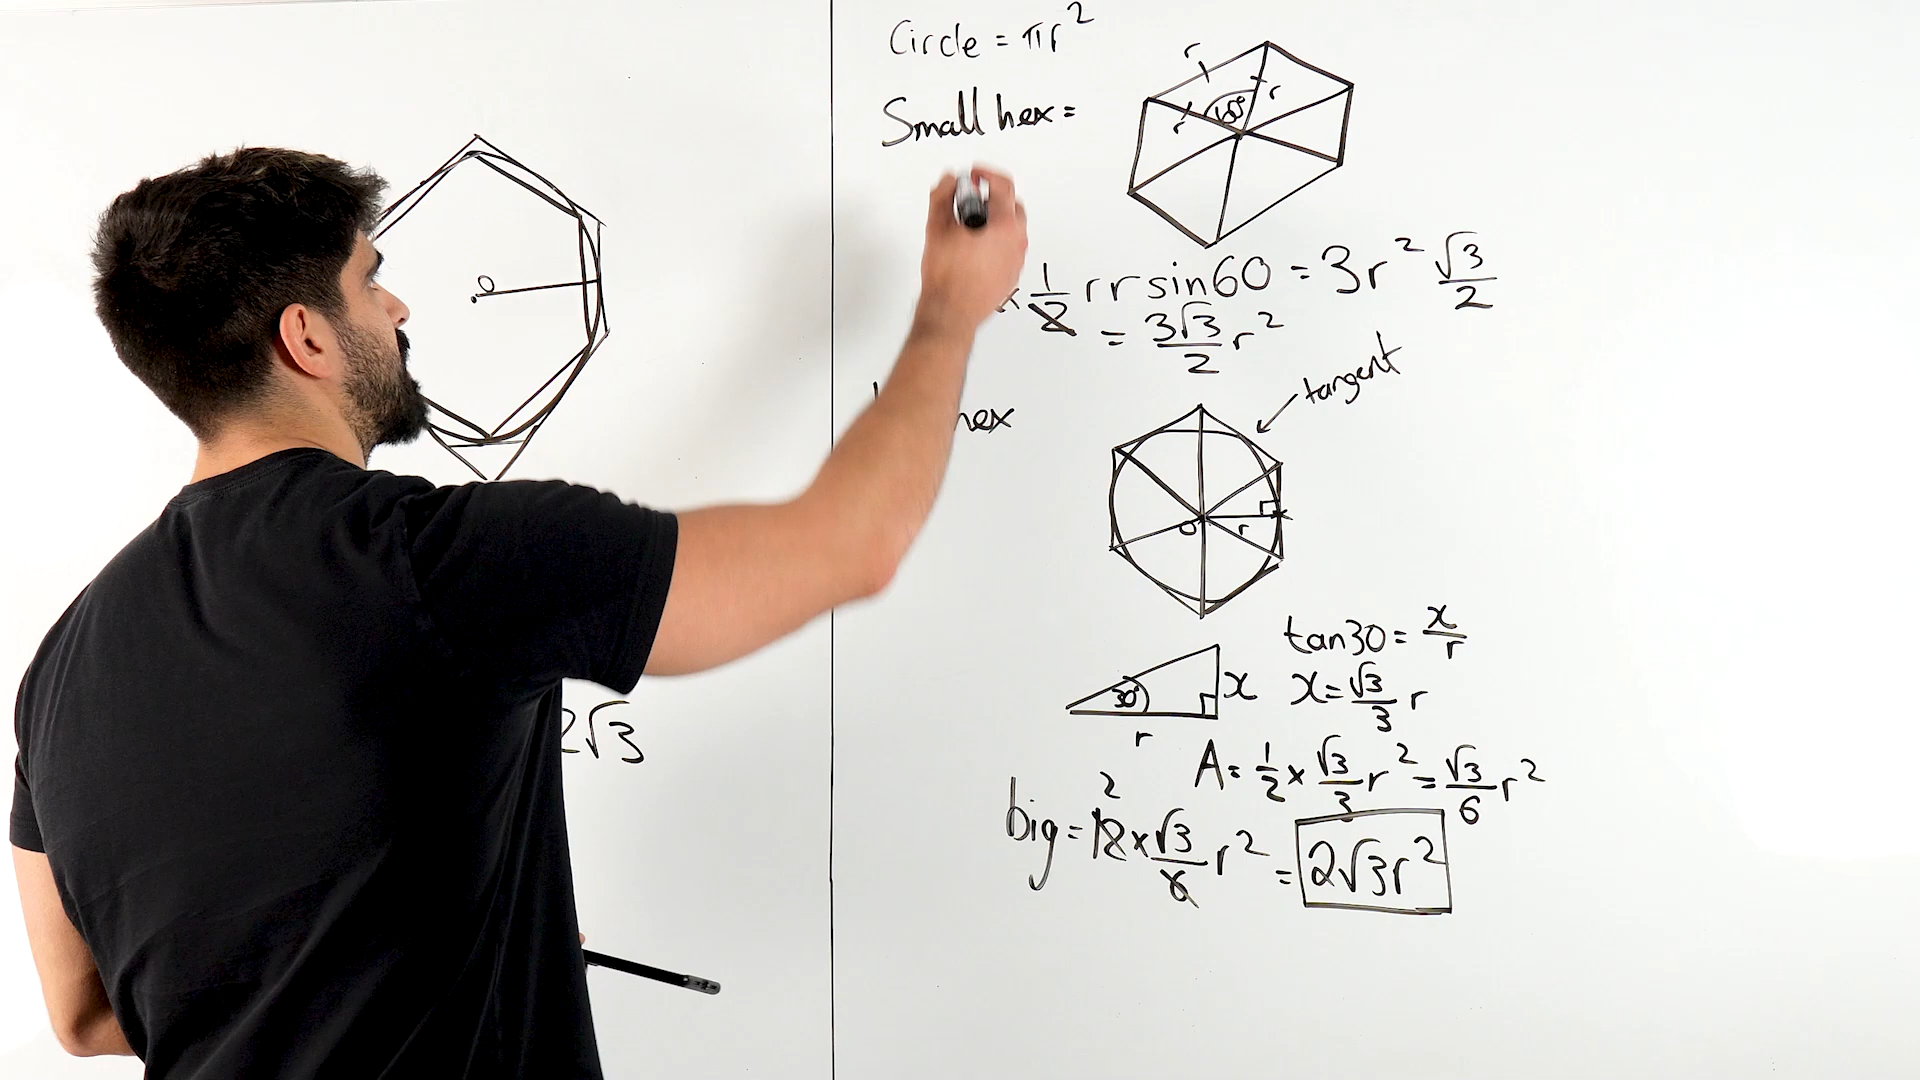 Circle = πr²
Small hex =
r
r
r
60°
× 1/2 r r sin60 = 3r² √3/2
= 3√3/2 r²
tangent
hex
O
O
r
tan30 = x/r
30°
x
x = √3/3 r
r
2√3
A = 1/2 × √3/3 r² = √3/6 r²
2
big = 12 × √3/6 r² = 2√3r²